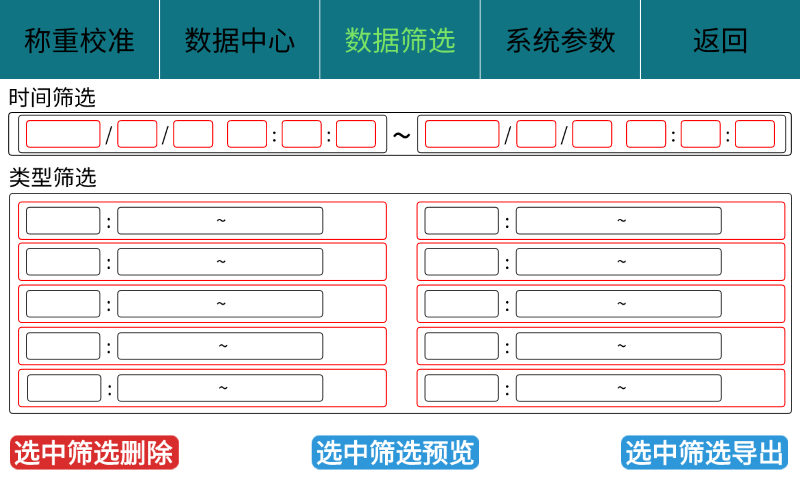 称重校准 数据中心 数据筛选 系统参数 返回
时间筛选
/ / : : ~ / / : :
类型筛选
: ~ : ~
: ~ : ~
: ~ : ~
: ~ : ~
: ~ : ~
选中筛选删除 选中筛选预览 选中筛选导出